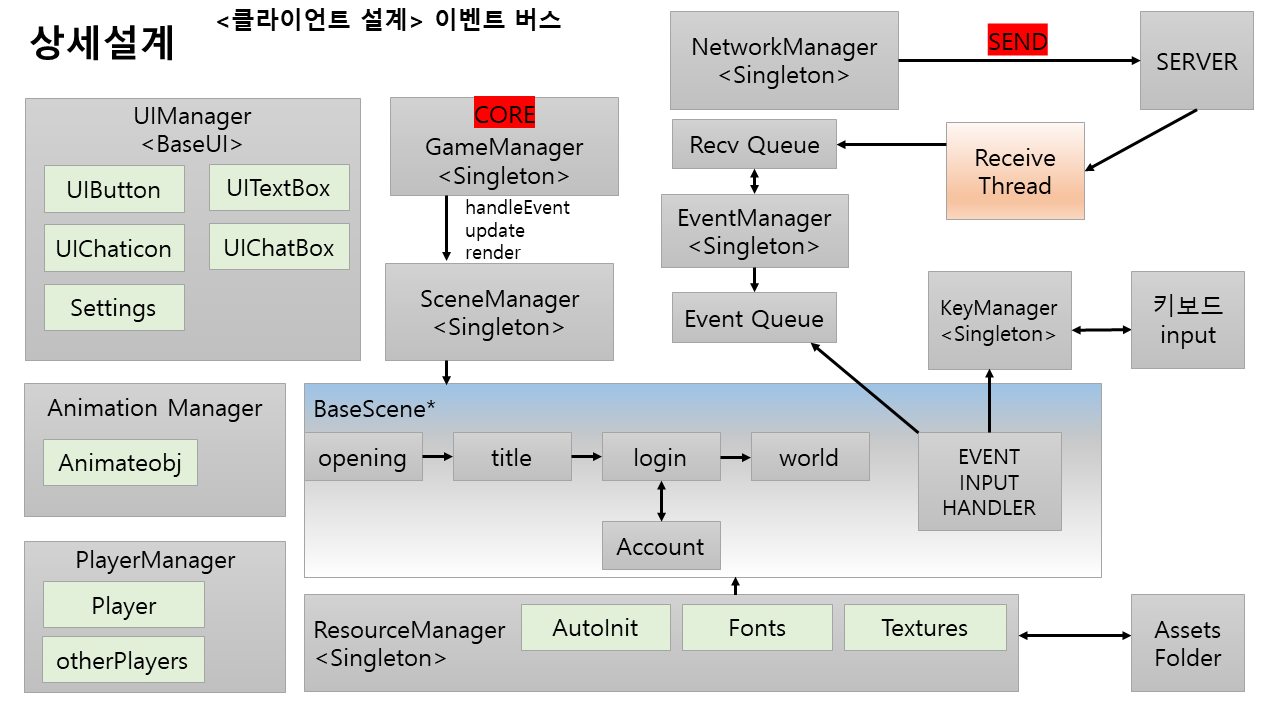 상세설계
<클라이언트 설계> 이벤트 버스
UIManager
<BaseUI>
UIButton
UITextBox
UIChaticon
UIChatBox
Settings
CORE
GameManager
<Singleton>
handleEvent
update
render
SceneManager
<Singleton>
NetworkManager
<Singleton>
SEND
SERVER
Recv Queue
Receive
Thread
EventManager
<Singleton>
Event Queue
KeyManager
<Singleton>
키보드
input
Animation Manager
Animateobj
BaseScene*
opening
title
login
world
Account
EVENT
INPUT
HANDLER
PlayerManager
Player
otherPlayers
ResourceManager
<Singleton>
AutoInit
Fonts
Textures
Assets
Folder